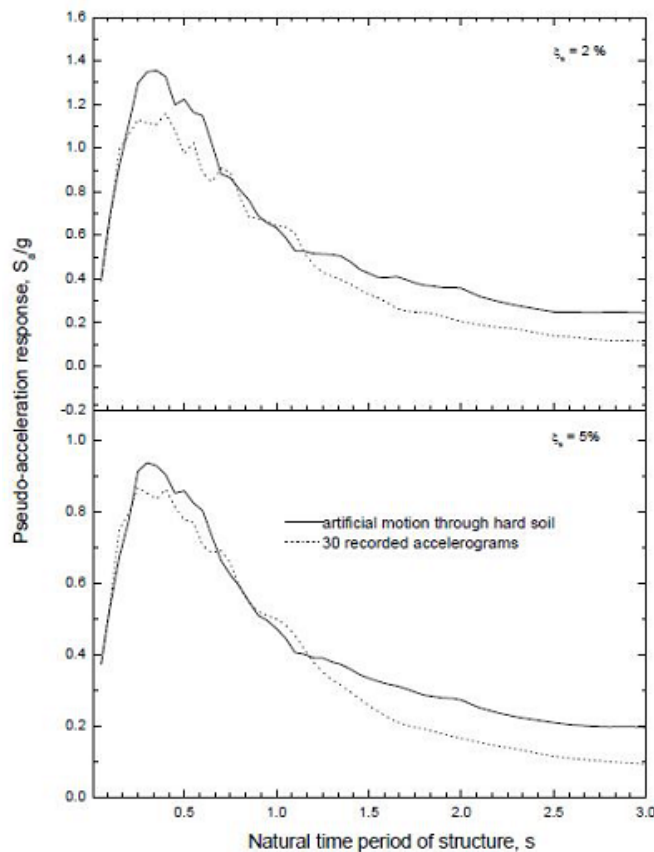 1.6
ξs = 2 %
1.4
1.2
1.0
0.8
0.6
0.4
0.2
0.0
-0.2
Pseudo-acceleration response, Sa/g
1.0
ξs = 5%
0.8
artificial motion through hard soil
30 recorded accelerograms
0.6
0.4
0.2
0.0
0.5 1.0 1.5 2.0 2.5 3.0
Natural time period of structure, s